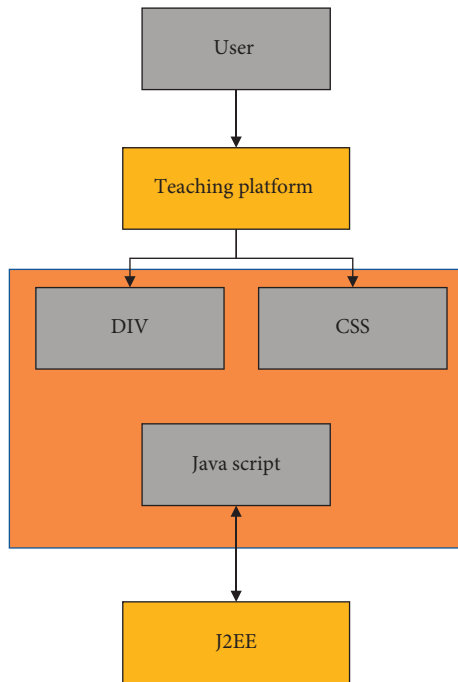 User
Teaching platform
DIV
CSS
Java script
J2EE